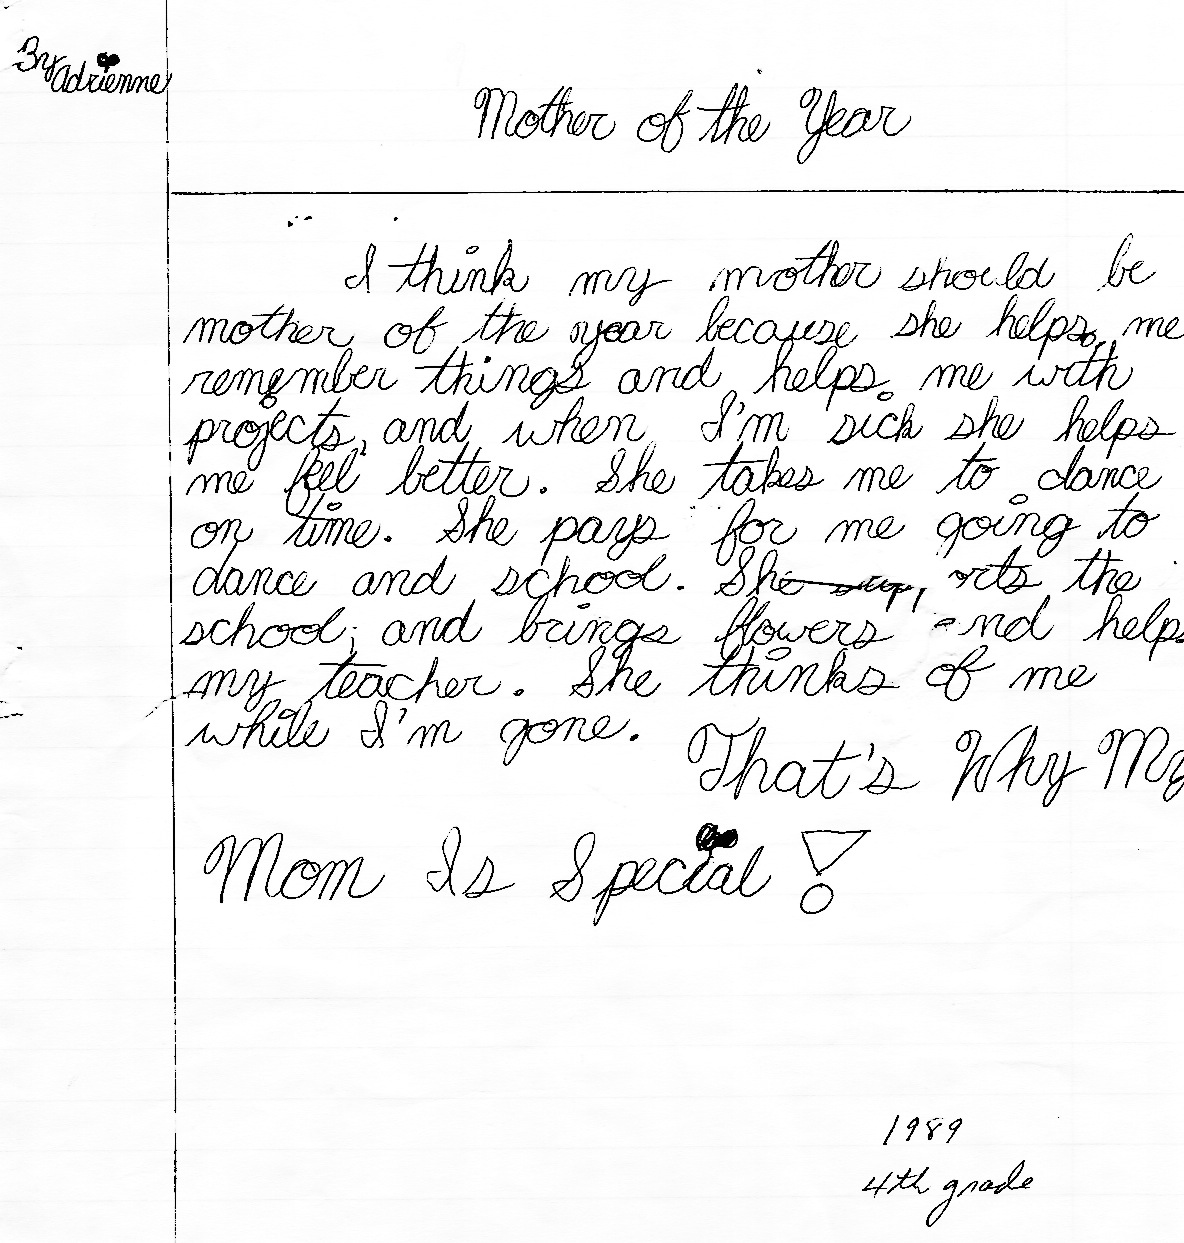 By Adrienne
Mother of the Year
I think my mother should be
mother of the year because she helps me
remember things and helps me with
projects, and when I'm sick she helps
me feel better. She takes me to dance
on time. She pays for me going to
dance and school. She sup, orts the
school; and brings flowers and helps
my teacher. She thinks of me
while I'm gone.
That's Why My
Mom Is Special!
1989
4th grade